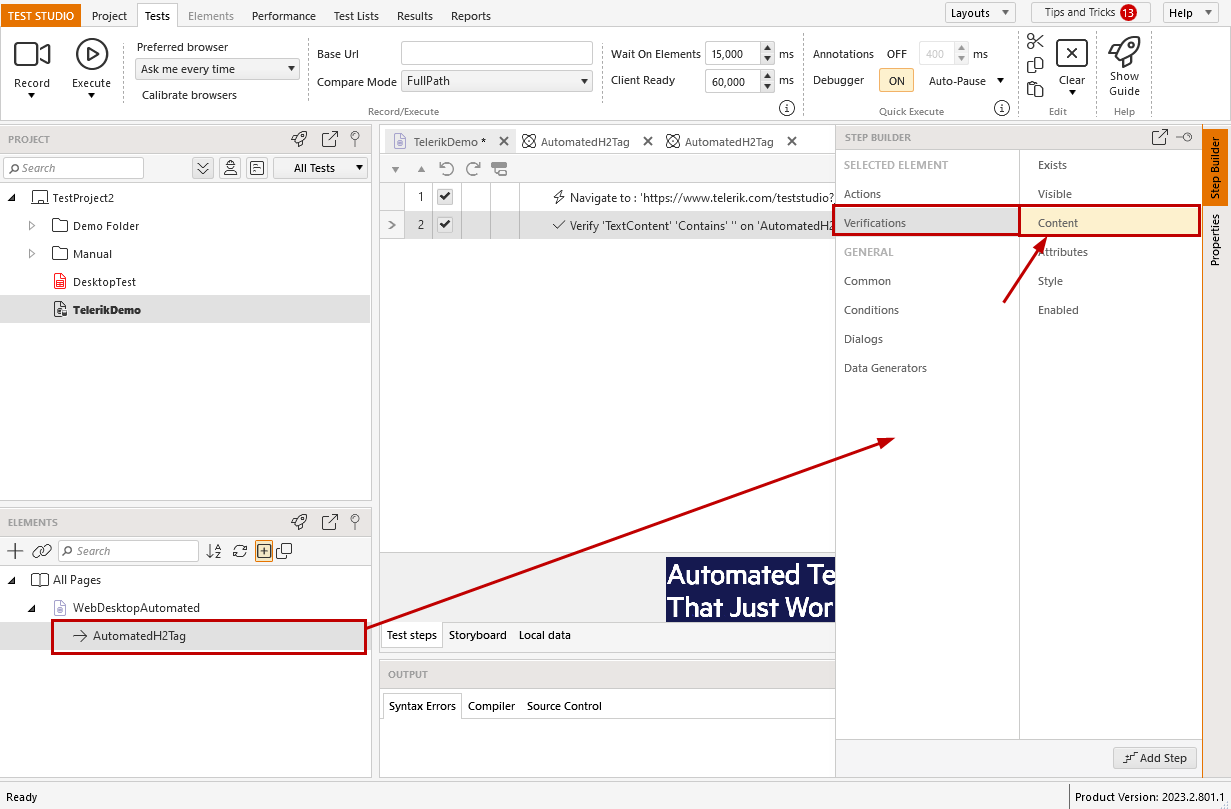 TEST STUDIO Project Tests Elements Performance Test Lists Results Reports Layouts Tips and Tricks 13 Help
Record
Execute
Preferred browser
Ask me every time
Calibrate browsers
Base Url
Compare Mode FullPath
Record/Execute
Wait On Elements 15,000 ms
Client Ready 60,000 ms
Annotations OFF 400 ms
Debugger ON Auto-Pause
Quick Execute
Clear
Edit
Show
Guide
Help
PROJECT
Search All Tests
TestProject2
Demo Folder
Manual
DesktopTest
TelerikDemo
ELEMENTS
Search
All Pages
WebDesktopAutomated
AutomatedH2Tag
TelerikDemo * AutomatedH2Tag AutomatedH2Tag
1 Navigate to : 'https://www.telerik.com/teststudio?
2 Verify 'TextContent' 'Contains' '' on 'AutomatedH2
Automated Te
That Just Wor
Test steps Storyboard Local data
OUTPUT
Syntax Errors Compiler Source Control
STEP BUILDER
SELECTED ELEMENT
Actions
Verifications
GENERAL
Common
Conditions
Dialogs
Data Generators
Exists
Visible
Content
Attributes
Style
Enabled
Add Step
Step Builder
Properties
Ready
Product Version: 2023.2.801.1